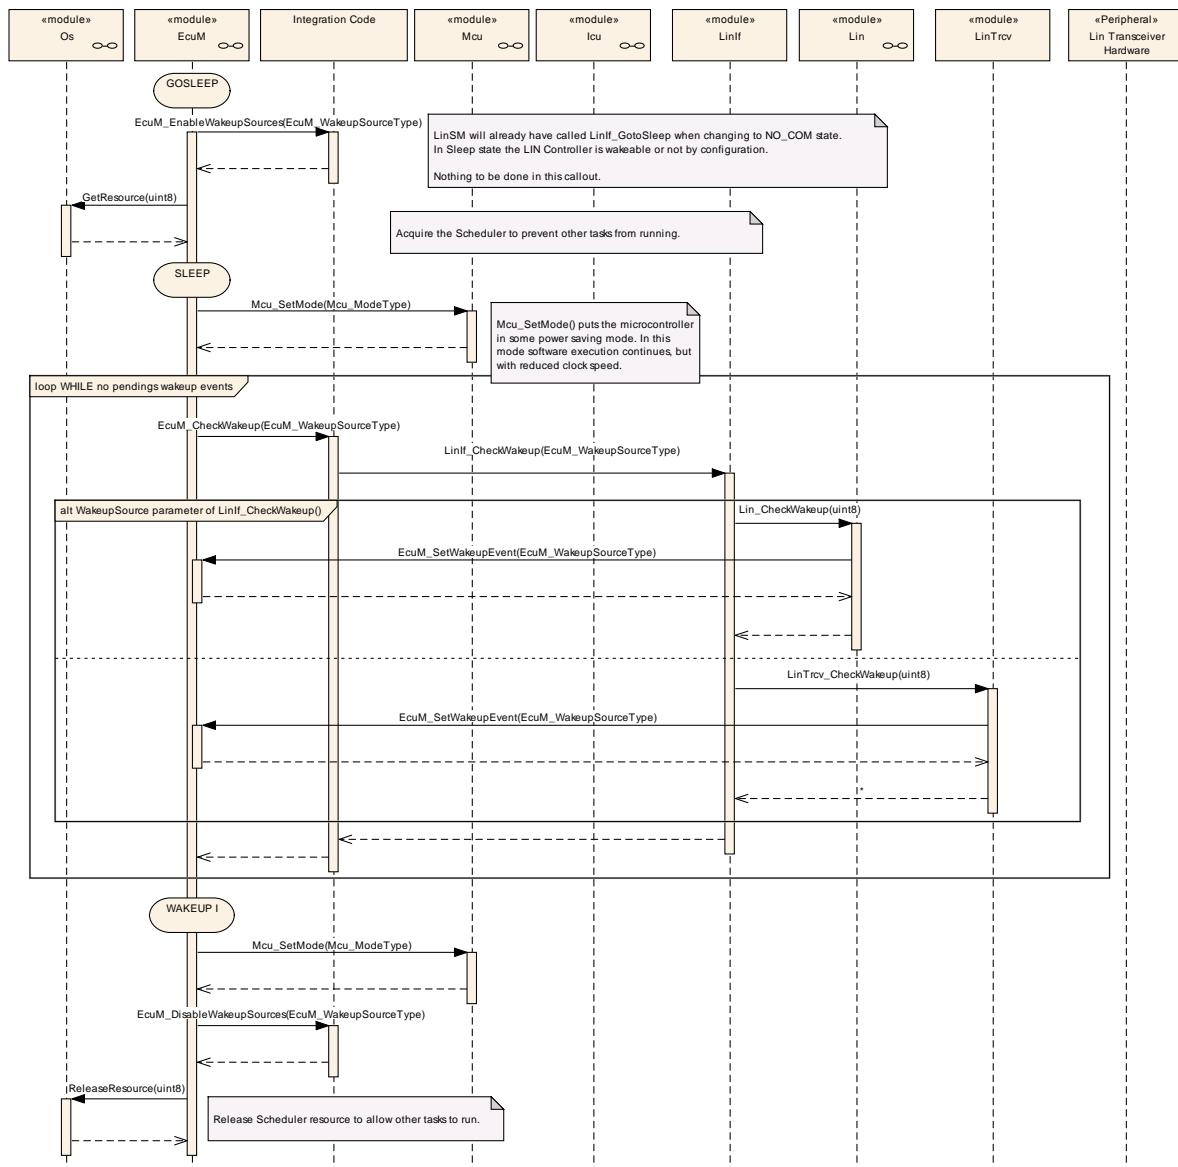 «module»
Os
«module»
EcuM
Integration Code
«module»
Mcu
«module»
Icu
«module»
LinIf
«module»
Lin
«module»
LinTrcv
«Peripheral»
Lin Transceiver
Hardware
GOSLEEP
EcuM_EnableWakeupSources(EcuM_WakeupSourceType)
LinSM will already have called LinIf_GotoSleep when changing to NO_COM state.
In Sleep state the LIN Controller is wakeable or not by configuration.
Nothing to be done in this callout.
GetResource(uint8)
Acquire the Scheduler to prevent other tasks from running.
SLEEP
Mcu_SetMode(Mcu_ModeType)
Mcu_SetMode() puts the microcontroller
in some power saving mode. In this
mode software execution continues, but
with reduced clock speed.
loop WHILE no pendings wakeup events
EcuM_CheckWakeup(EcuM_WakeupSourceType)
LinIf_CheckWakeup(EcuM_WakeupSourceType)
alt WakeupSource parameter of LinIf_CheckWakeup()
Lin_CheckWakeup(uint8)
EcuM_SetWakeupEvent(EcuM_WakeupSourceType)
LinTrcv_CheckWakeup(uint8)
EcuM_SetWakeupEvent(EcuM_WakeupSourceType)
*
WAKEUP I
Mcu_SetMode(Mcu_ModeType)
EcuM_DisableWakeupSources(EcuM_WakeupSourceType)
ReleaseResource(uint8)
Release Scheduler resource to allow other tasks to run.